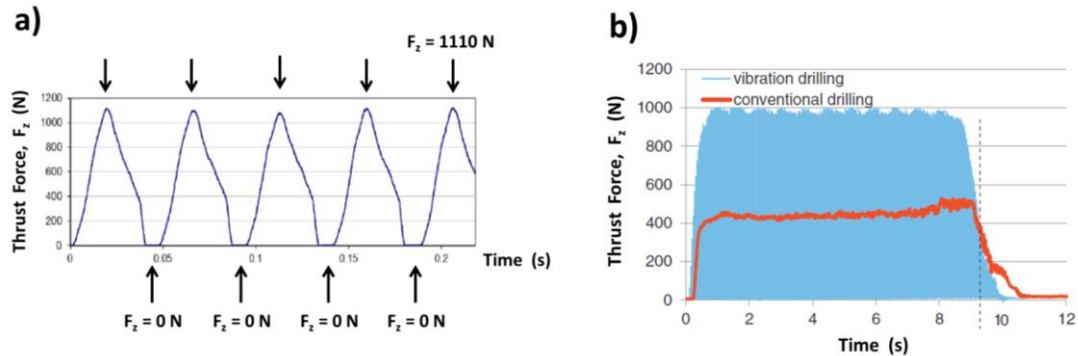 a)
F_z = 1110 N
Thrust Force, F_z (N)
1200
1000
800
600
400
200
0
0
0.05
0.1
0.15
0.2
Time (s)
F_z = 0 N
F_z = 0 N
F_z = 0 N
F_z = 0 N
b)
Thrust Force, F_z (N)
1200
1000
800
600
400
200
0
vibration drilling
conventional drilling
0
2
4
6
8
10
12
Time (s)